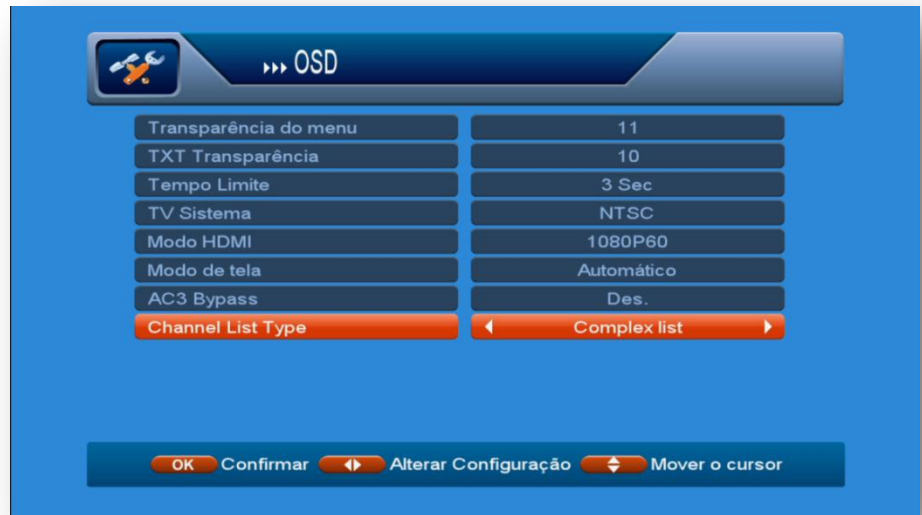 OSD
Transparência do menu 11
TXT Transparência 10
Tempo Limite 3 Sec
TV Sistema NTSC
Modo HDMI 1080P60
Modo de tela Automático
AC3 Bypass Des.
Channel List Type Complex list
OK Confirmar Alterar Configuração Mover o cursor